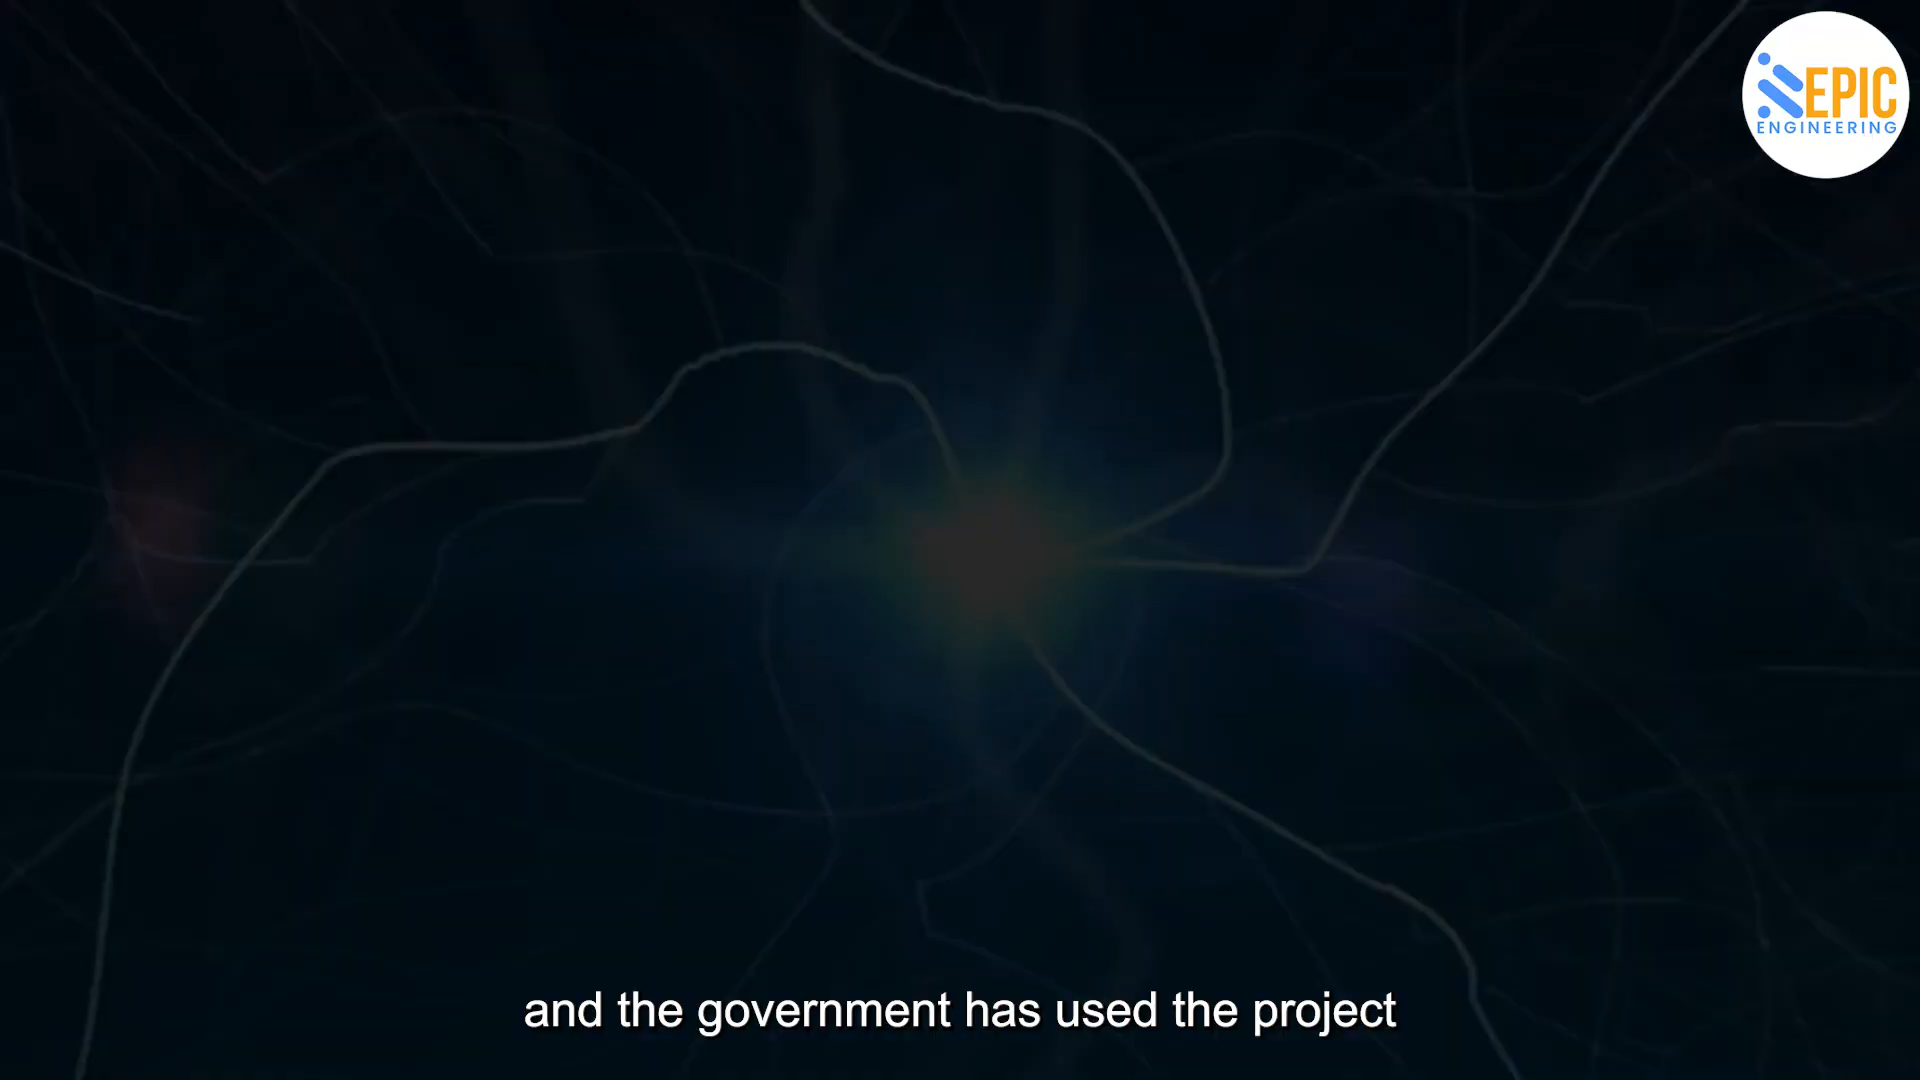 EPIC
ENGINEERING
and the government has used the project